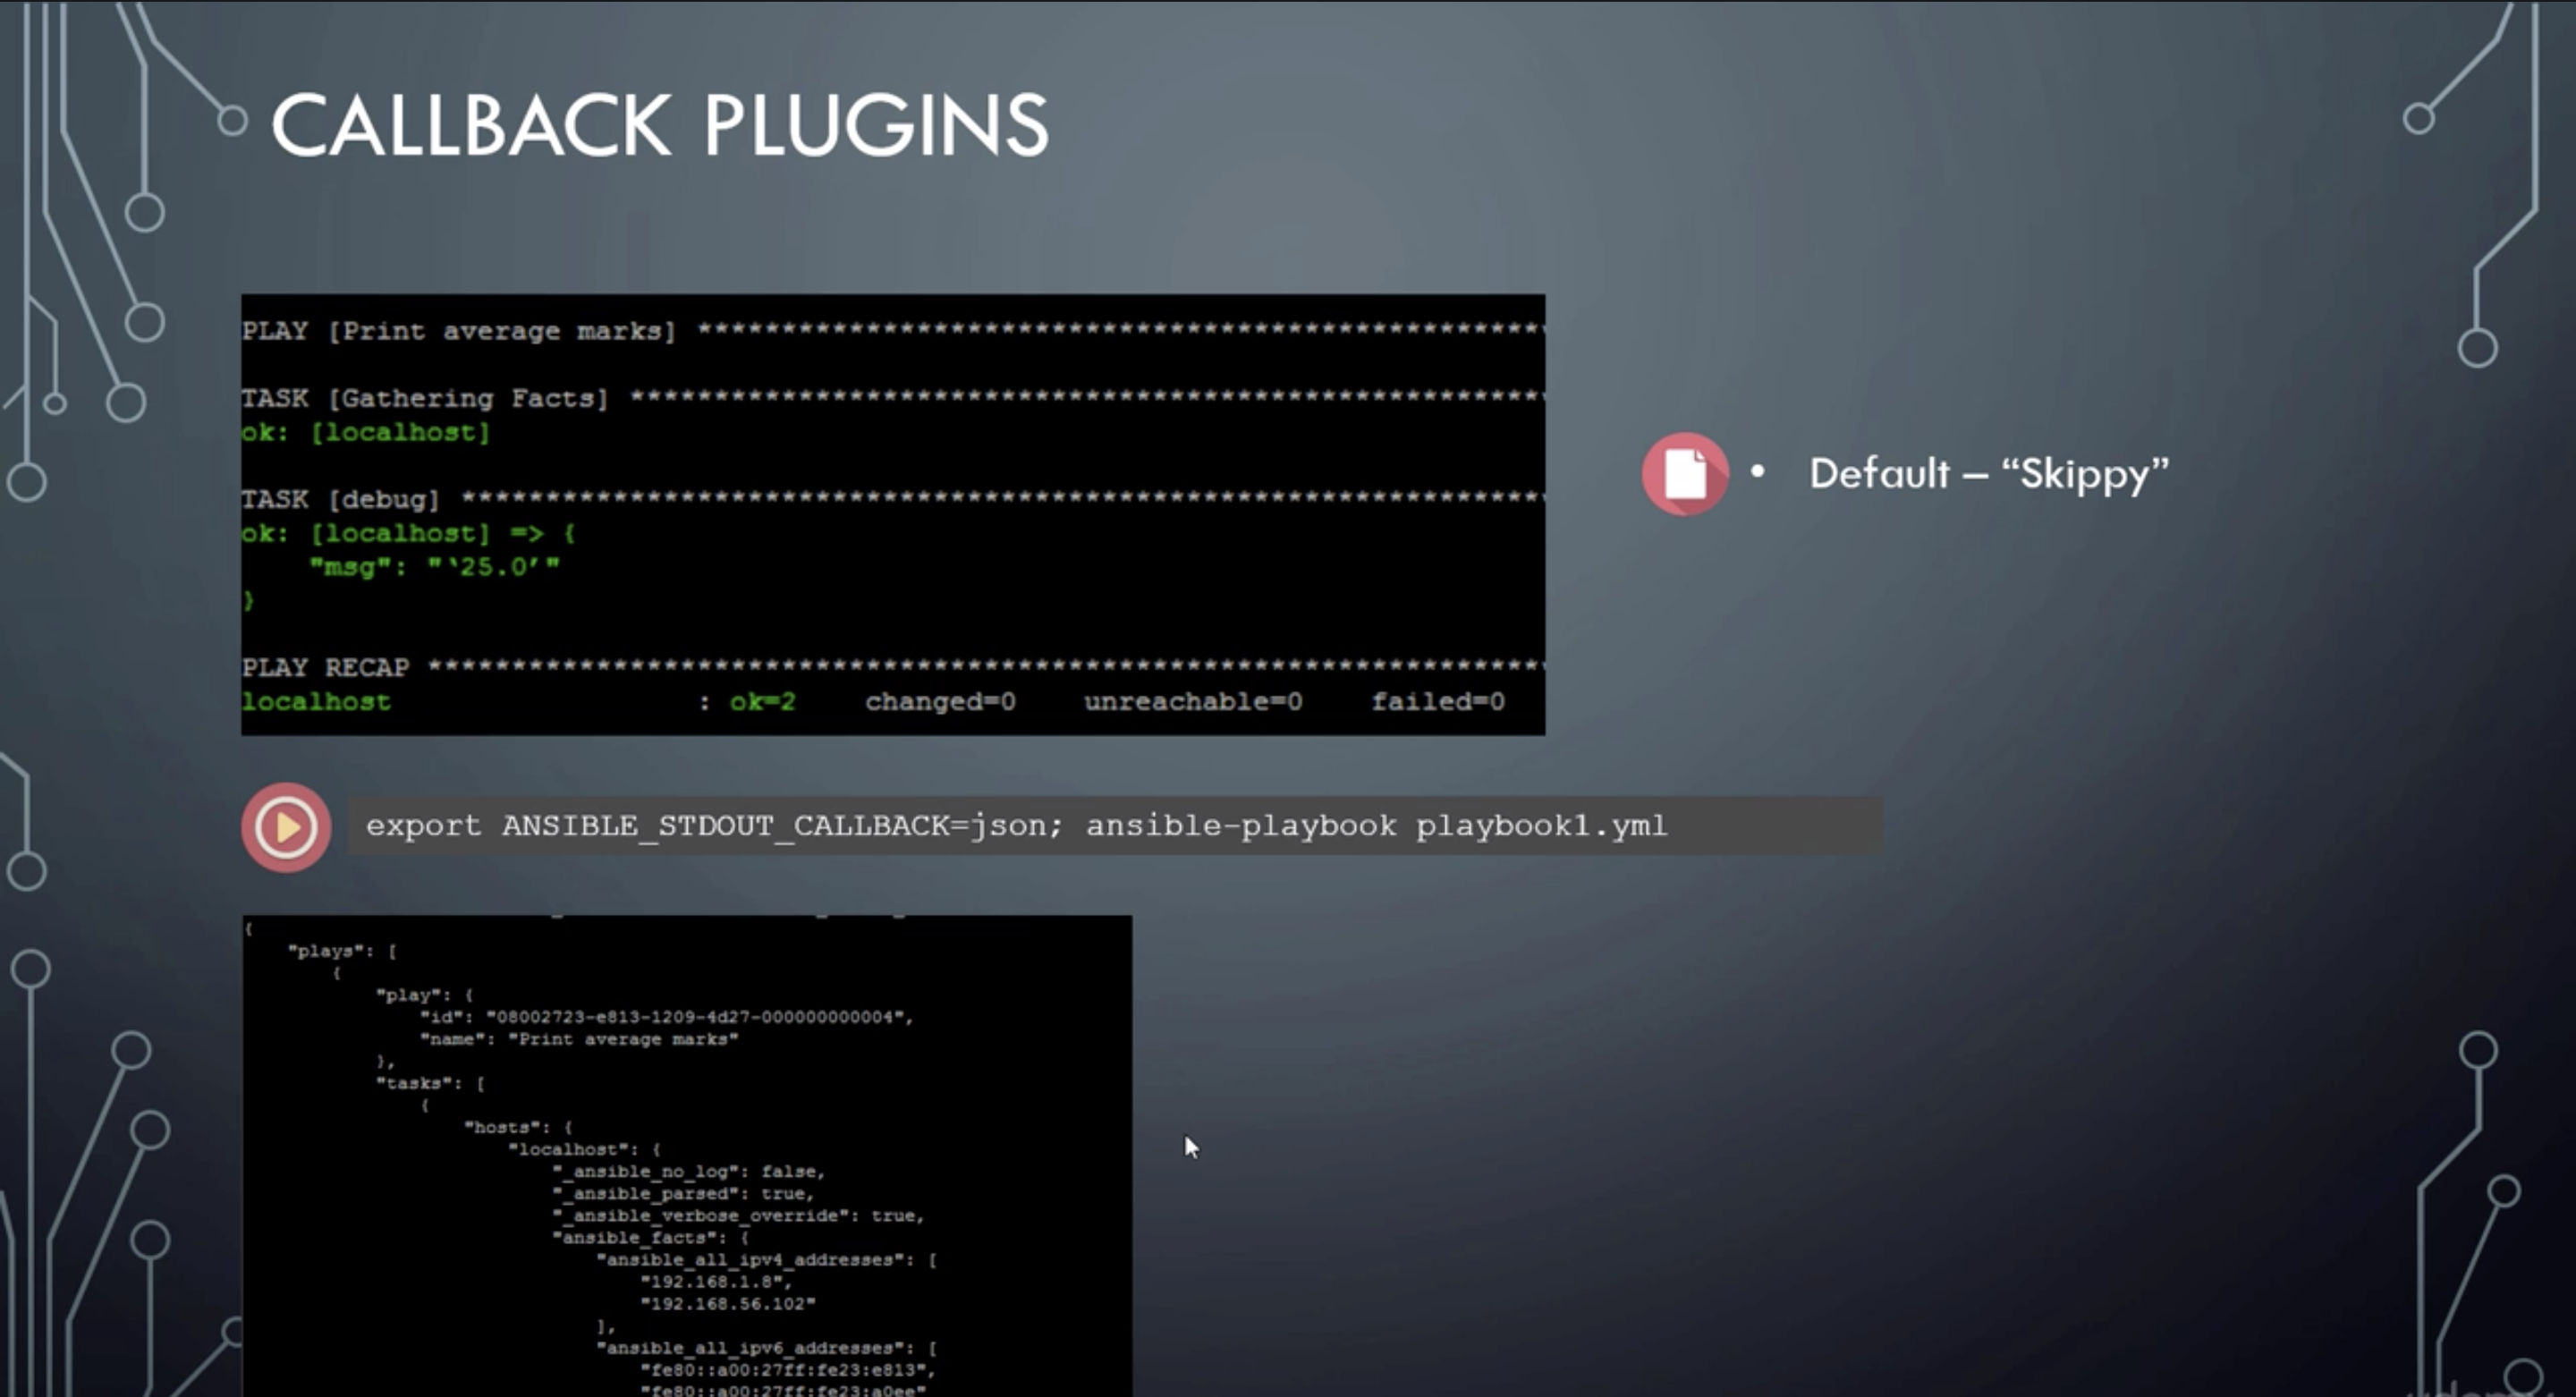 CALLBACK PLUGINS
PLAY [Print average marks] **************************************************
TASK [Gathering Facts] ******************************************************
ok: [localhost]
TASK [debug] ****************************************************************
ok: [localhost] => {
    "msg": "‘25.0’"
}
PLAY RECAP ******************************************************************
localhost : ok=2 changed=0 unreachable=0 failed=0
• Default – “Skippy”
export ANSIBLE_STDOUT_CALLBACK=json; ansible-playbook playbook1.yml
{
    "plays": [
        {
            "play": {
                "id": "08002723-e813-1209-4d27-000000000004",
                "name": "Print average marks"
            },
            "tasks": [
                {
                    "hosts": {
                        "localhost": {
                            "_ansible_no_log": false,
                            "_ansible_parsed": true,
                            "_ansible_verbose_override": true,
                            "ansible_facts": {
                                "ansible_all_ipv4_addresses": [
                                    "192.168.1.8",
                                    "192.168.56.102"
                                ],
                                "ansible_all_ipv6_addresses": [
                                    "fe80::a00:27ff:fe23:e813",
                                    "fe80::a00:27ff:fe23:a0ee"